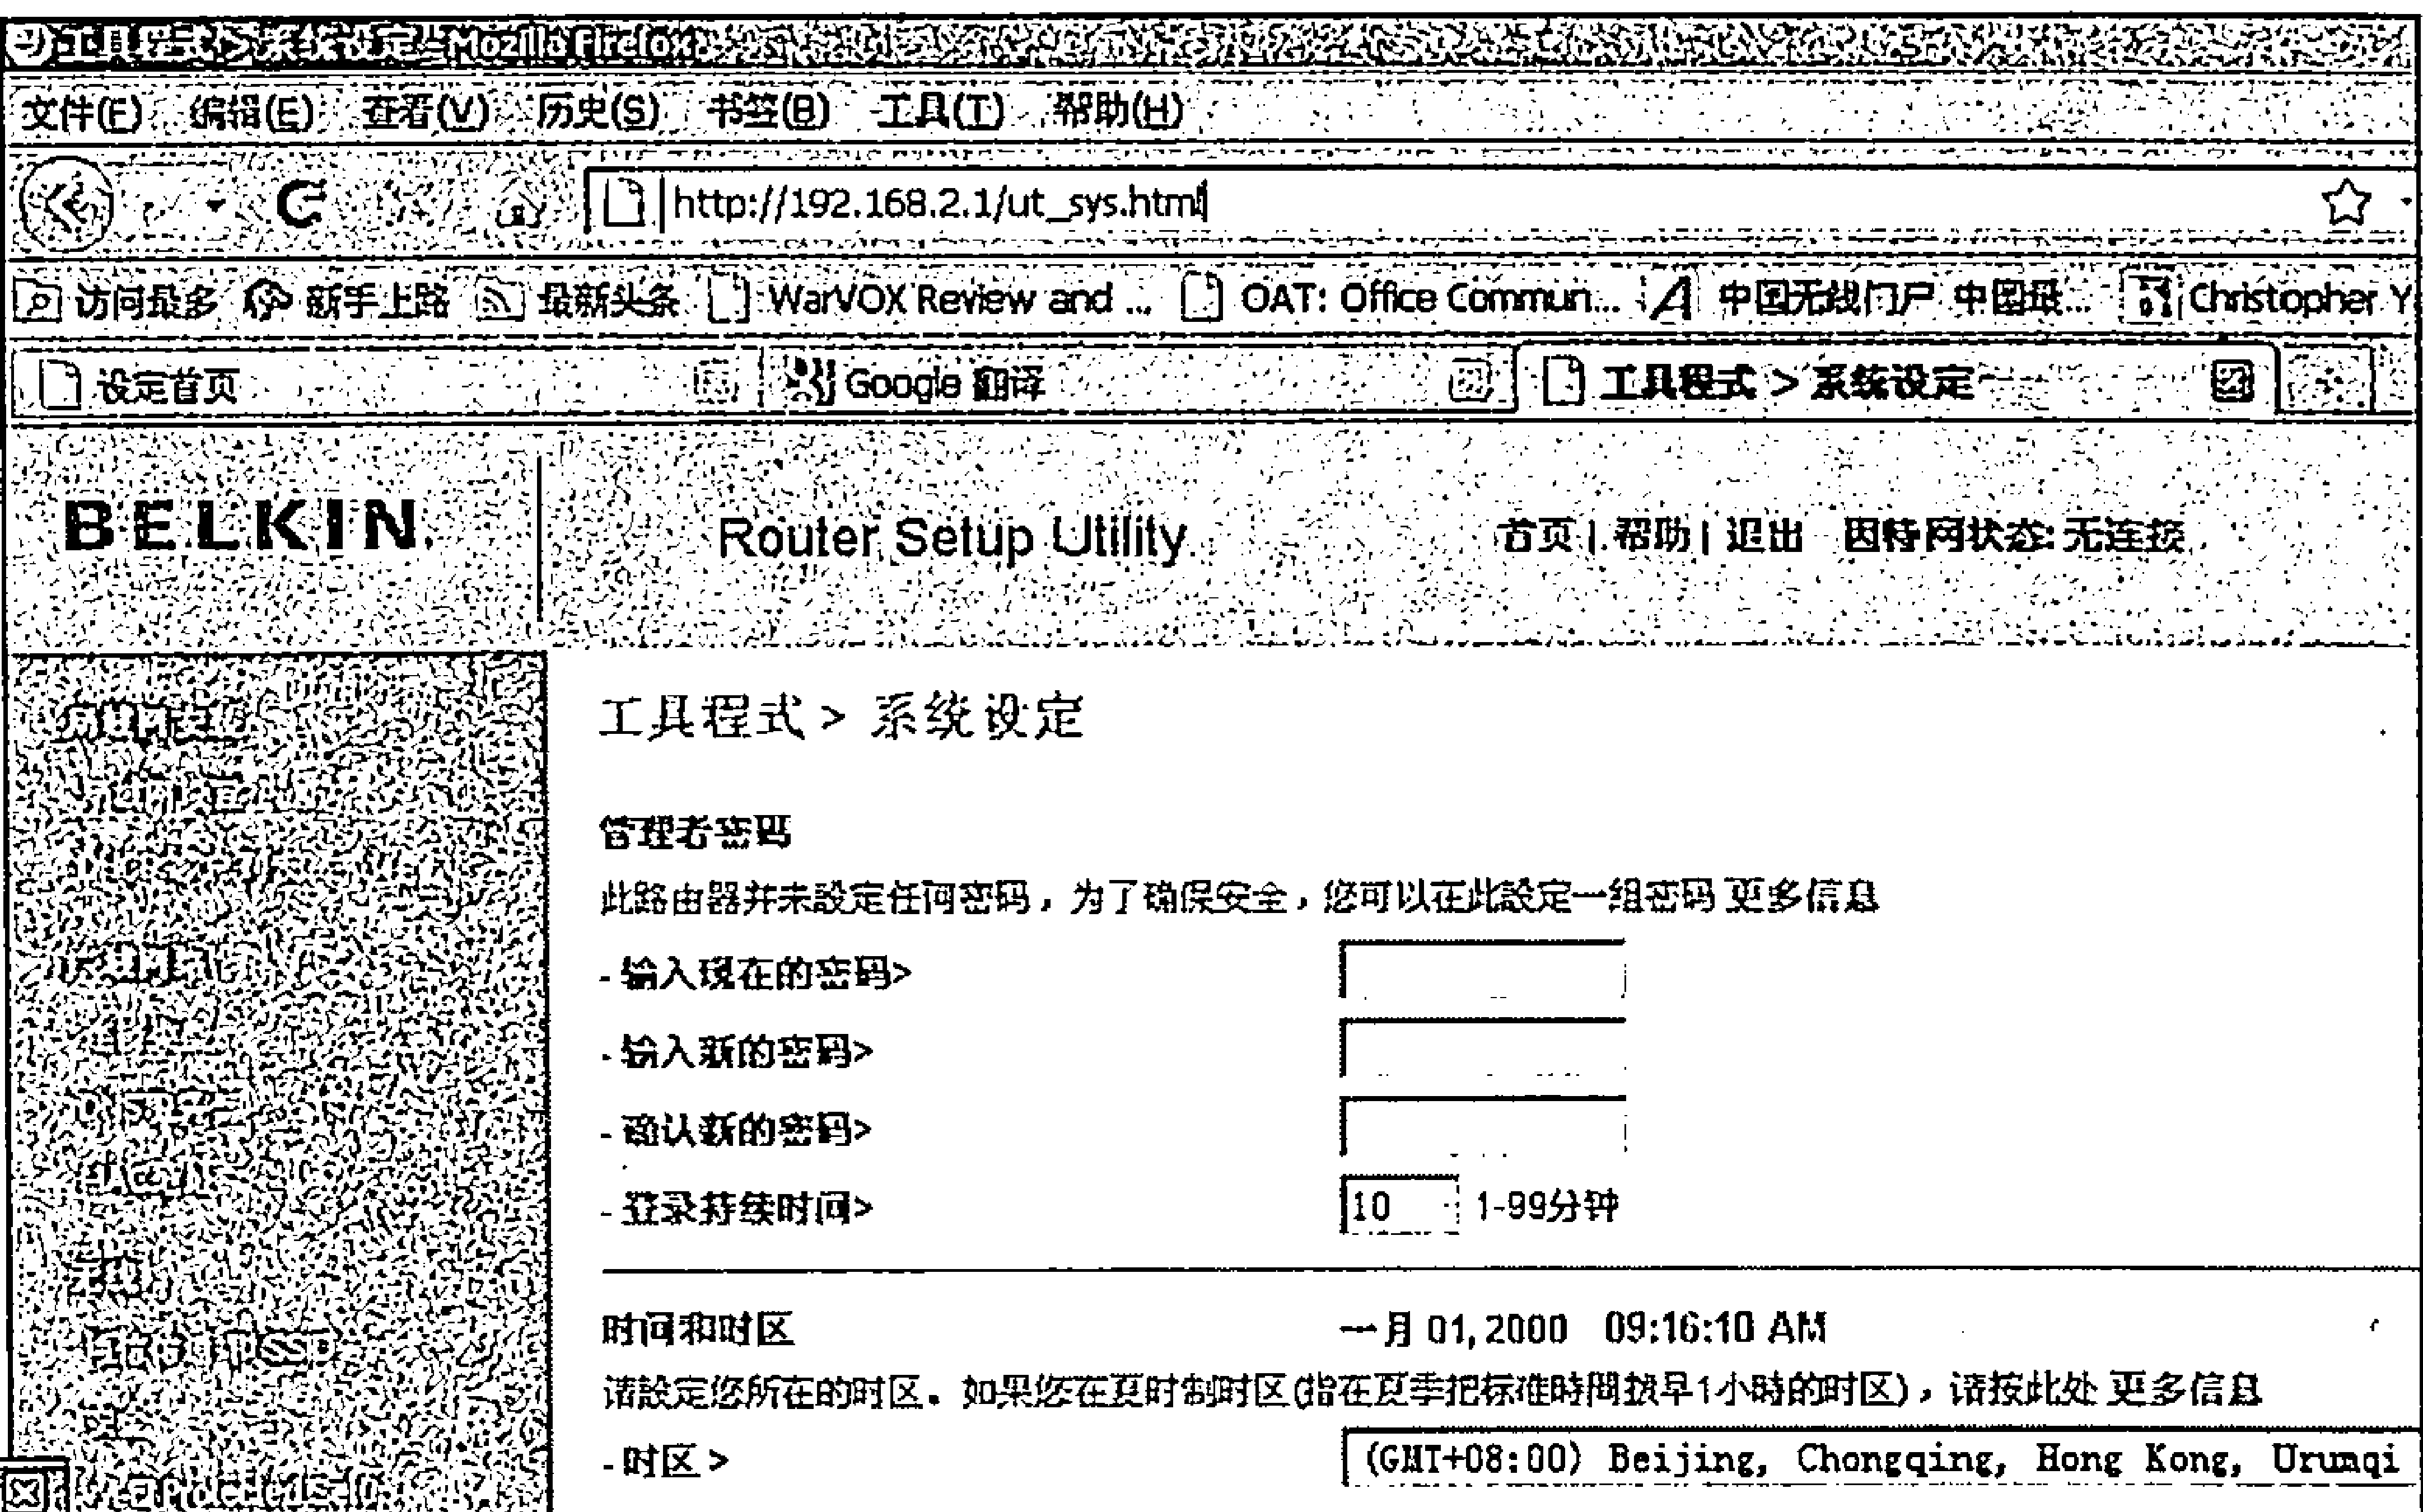 工具程式 > 系统设定 - Mozilla Firefox
文件(F) 编辑(E) 查看(V) 历史(S) 书签(B) 工具(T) 帮助(H)
http://192.168.2.1/ut_sys.html
访问最多 新手上路 最新头条 WarVOX Review and ... OAT: Office Commun... 中国无线门户 中国最... Christopher Y
设定首页 Google 翻译 工具程式 > 系统设定
BELKIN Router Setup Utility 首页 | 帮助 | 退出 因特网状态: 无连接
工具程式 > 系统设定
管理者密码
此路由器并未設定任何密码，为了确保安全，您可以在此設定一组密码 更多信息
- 输入现在的密码>
- 输入新的密码>
- 确认新的密码>
- 登录持续时间> 10 1-99分钟
时间和时区 一月 01, 2000 09:16:10 AM
请設定您所在的时区。如果您在夏时制时区(指在夏季把标准時間拨早1小時的时区)，请按此处 更多信息
- 时区 > (GMT+08:00) Beijing, Chongqing, Hong Kong, Urumqi